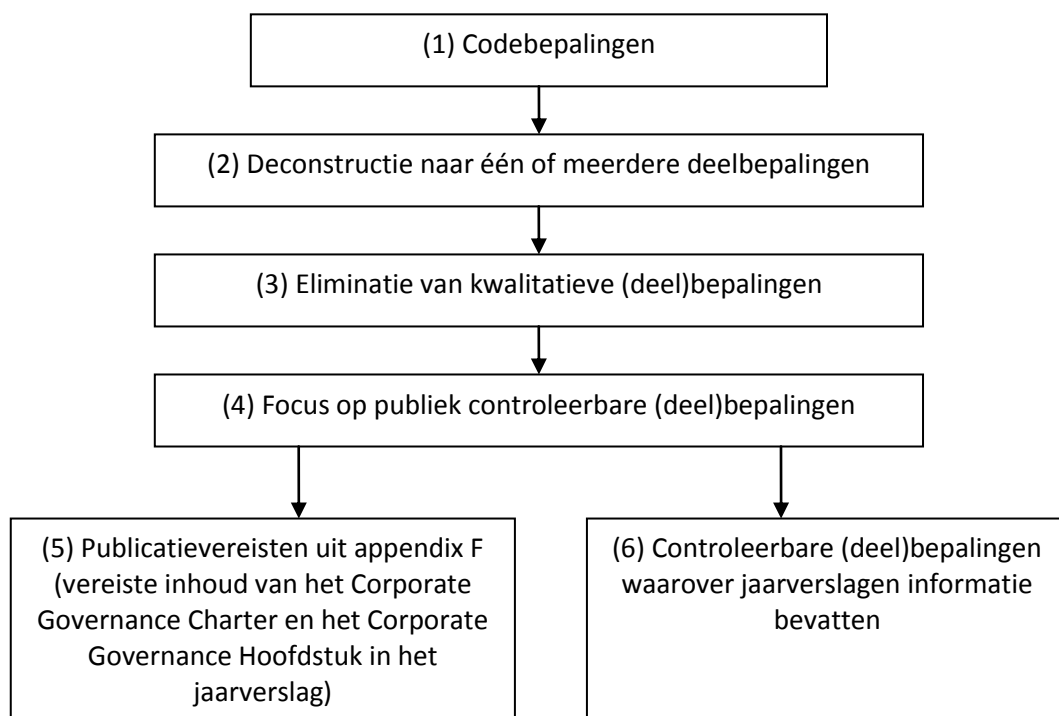 (1) Codebepalingen
(2) Deconstructie naar één of meerdere deelbepalingen
(3) Eliminatie van kwalitatieve (deel)bepalingen
(4) Focus op publiek controleerbare (deel)bepalingen
(5) Publicatievereisten uit appendix F
(vereiste inhoud van het Corporate
Governance Charter en het Corporate
Governance Hoofdstuk in het
jaarverslag)
(6) Controleerbare (deel)bepalingen
waarover jaarverslagen informatie
bevatten